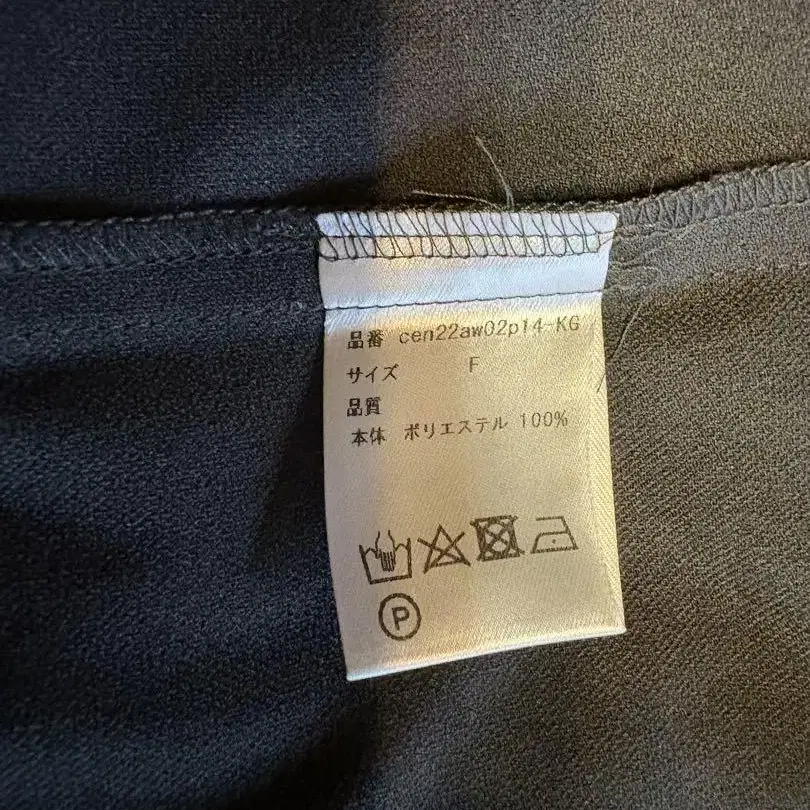 品番 cen22aw02p14-KG
サイズ F
品質
本体 ポリエステル 100%
P